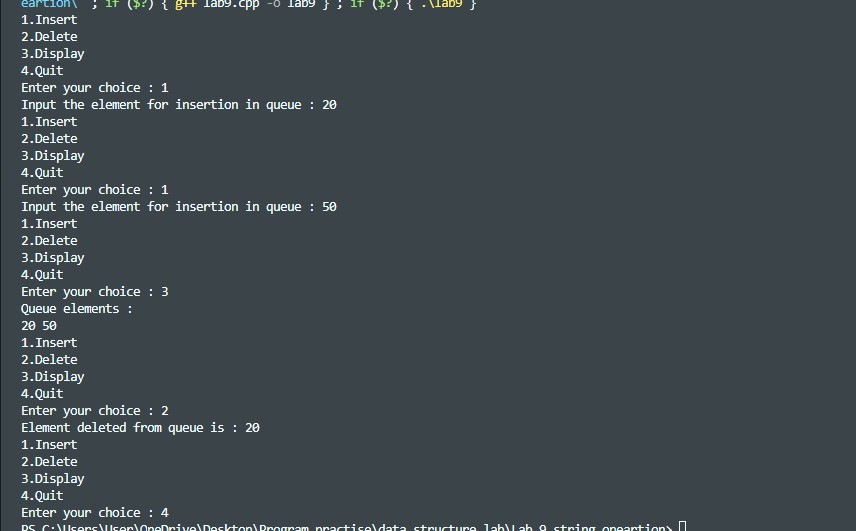 eartion\" ; if ($?) { g++ lab9.cpp -o lab9 } ; if ($?) { .\lab9 }
1.Insert
2.Delete
3.Display
4.Quit
Enter your choice : 1
Input the element for insertion in queue : 20
1.Insert
2.Delete
3.Display
4.Quit
Enter your choice : 1
Input the element for insertion in queue : 50
1.Insert
2.Delete
3.Display
4.Quit
Enter your choice : 3
Queue elements :
20 50
1.Insert
2.Delete
3.Display
4.Quit
Enter your choice : 2
Element deleted from queue is : 20
1.Insert
2.Delete
3.Display
4.Quit
Enter your choice : 4
PS C:\Users\User\OneDrive\Desktop\Program practise\data structure lab\Lab 9 string opeartion>